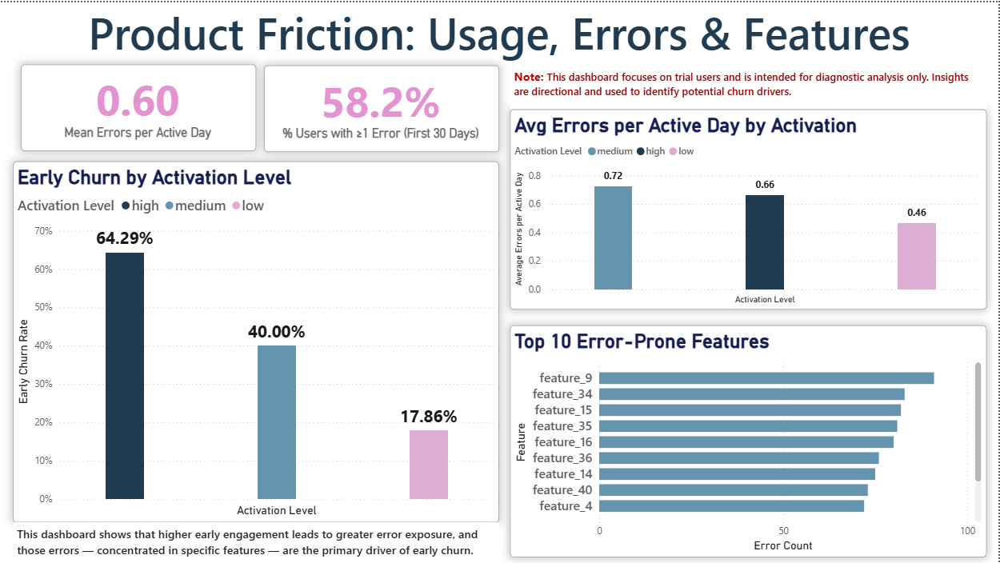 Product Friction: Usage, Errors & Features
0.60
Mean Errors per Active Day
58.2%
% Users with ≥1 Error (First 30 Days)
Note: This dashboard focuses on trial users and is intended for diagnostic analysis only. Insights
are directional and used to identify potential churn drivers.
Early Churn by Activation Level
Activation Level high medium low
Early Churn Rate
70%
60%
50%
40%
30%
20%
10%
0%
64.29%
40.00%
17.86%
Activation Level
This dashboard shows that higher early engagement leads to greater error exposure, and
those errors — concentrated in specific features — are the primary driver of early churn.
Avg Errors per Active Day by Activation
Activation Level medium high low
Average Errors per Active Day
0.8
0.6
0.4
0.2
0.0
0.72
0.66
0.46
Activation Level
Top 10 Error-Prone Features
Feature
feature_9
feature_34
feature_15
feature_35
feature_16
feature_36
feature_14
feature_40
feature_4
0 50 100
Error Count